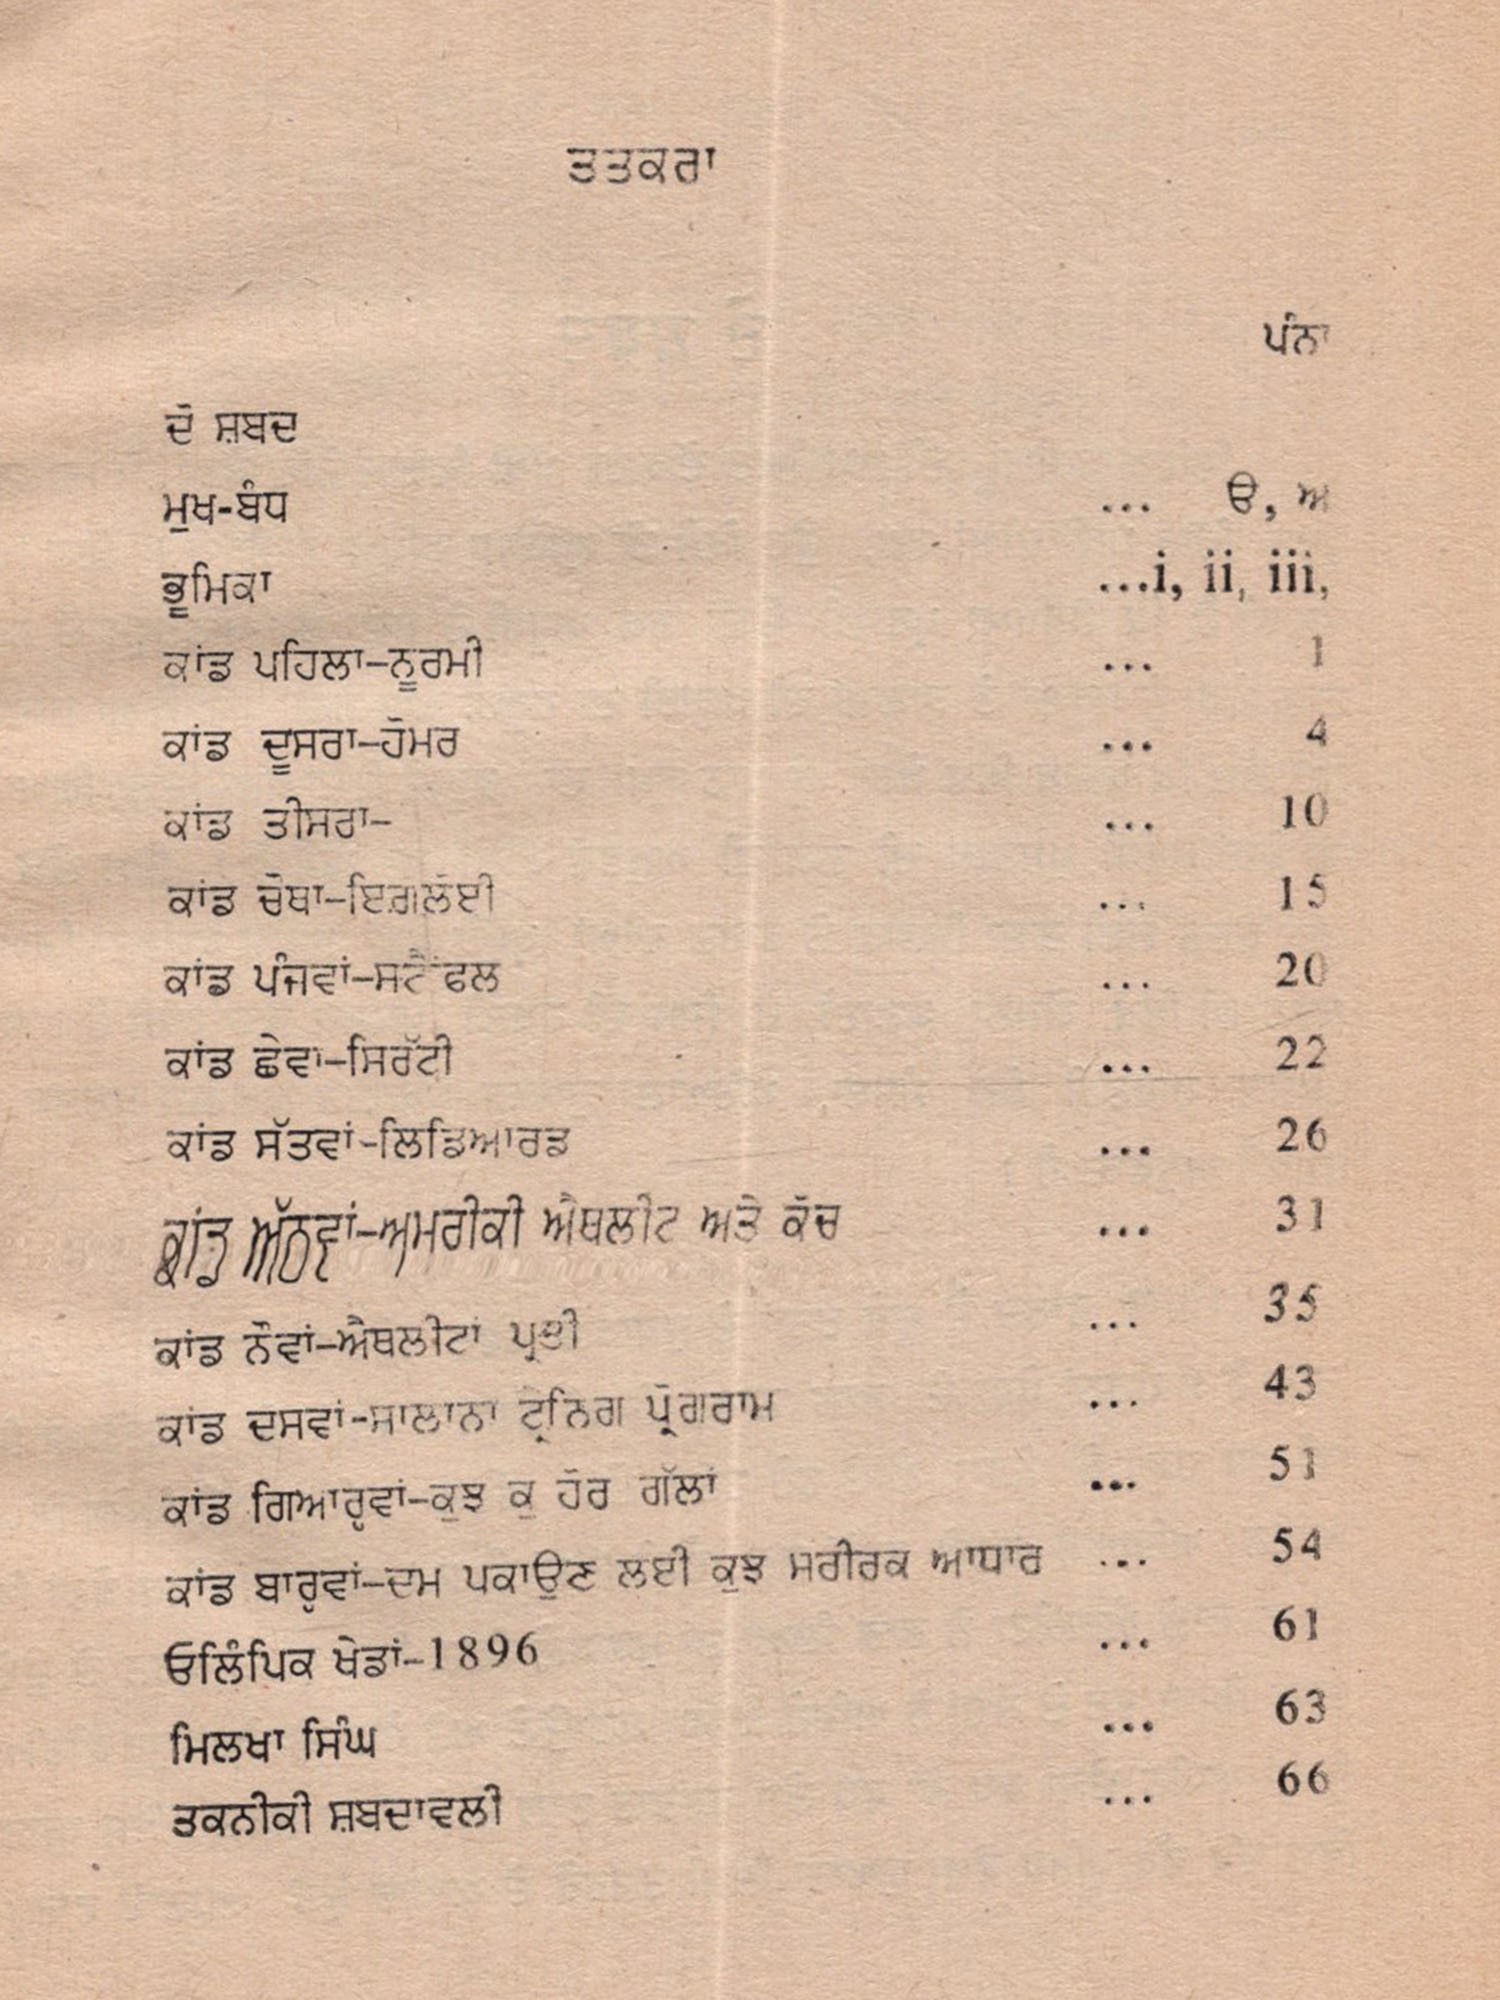 ਤਤਕਰਾ
ਪੰਨਾ
ਦੋ ਸ਼ਬਦ
ਮੁਖ-ਬੰਧ ... ੳ, ਅ
ਭੂਮਿਕਾ ...i, ii, iii,
ਕਾਂਡ ਪਹਿਲਾ–ਨੂਰਮੀ ... 1
ਕਾਂਡ ਦੂਸਰਾ–ਹੋਮਰ ... 4
ਕਾਂਡ ਤੀਸਰਾ– ... 10
ਕਾਂਡ ਚੌਥਾ–ਇਗ਼ਲੋਈ ... 15
ਕਾਂਡ ਪੰਜਵਾਂ–ਸਟੈਂਫਲ ... 20
ਕਾਂਡ ਛੇਵਾਂ–ਸਿਰੱਟੀ ... 22
ਕਾਂਡ ਸੱਤਵਾਂ–ਲਿਡਿਆਰਡ ... 26
ਕਾਂਡ ਅੱਠਵਾਂ–ਅਮਰੀਕੀ ਐਥਲੀਟ ਅਤੇ ਕੋਚ ... 31
ਕਾਂਡ ਨੌਵਾਂ–ਐਥਲੀਟਾਂ ਪ੍ਰਥੀ ... 35
ਕਾਂਡ ਦਸਵਾਂ-ਸਾਲਾਨਾ ਟ੍ਰੇਨਿਗ ਪ੍ਰੋਗਰਾਮ ... 43
ਕਾਂਡ ਗਿਆਰ੍ਹਵਾਂ–ਕੁਝ ਕੁ ਹੋਰ ਗੱਲਾਂ ... 51
ਕਾਂਡ ਬਾਰ੍ਹਵਾਂ–ਦਮ ਪਕਾਉਣ ਲਈ ਕੁਝ ਸਰੀਰਕ ਆਧਾਰ ... 54
ਓਲਿੰਪਿਕ ਖੇਡਾਂ–1896 ... 61
ਮਿਲਖਾ ਸਿੰਘ ... 63
ਤਕਨੀਕੀ ਸ਼ਬਦਾਵਲੀ ... 66